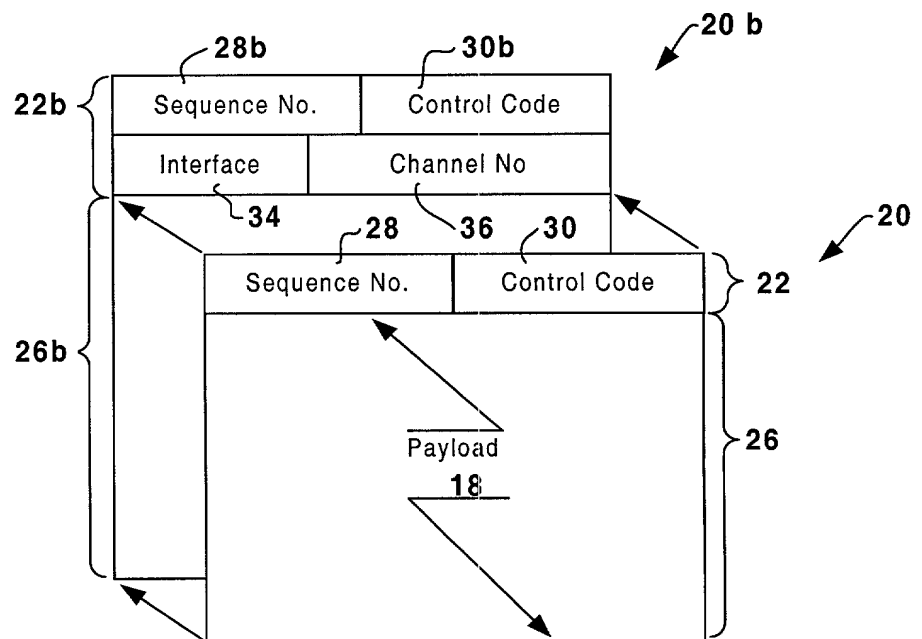 20 b
28b 30b
22b
Sequence No. Control Code
Interface Channel No
34 36 28 30 20
Sequence No. Control Code 22
26b
Payload 26
18